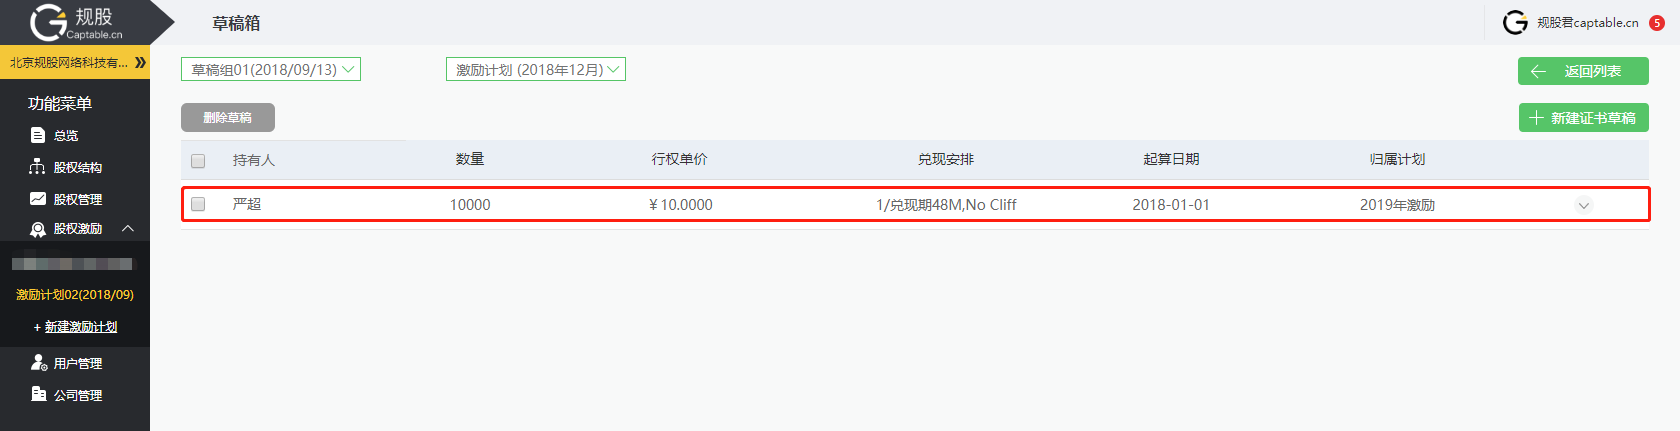 规股
Captable.cn
草稿箱
规股君captable.cn
5
北京规股网络科技有...
草稿组01(2018/09/13)
激励计划 (2018年12月)
返回列表
功能菜单
删除草稿
新建证书草稿
总览
股权结构
股权管理
股权激励
激励计划02(2018/09)
+ 新建激励计划
用户管理
公司管理
持有人 数量 行权单价 兑现安排 起算日期 归属计划
严超 10000 ¥10.0000 1/兑现期48M,No Cliff 2018-01-01 2019年激励